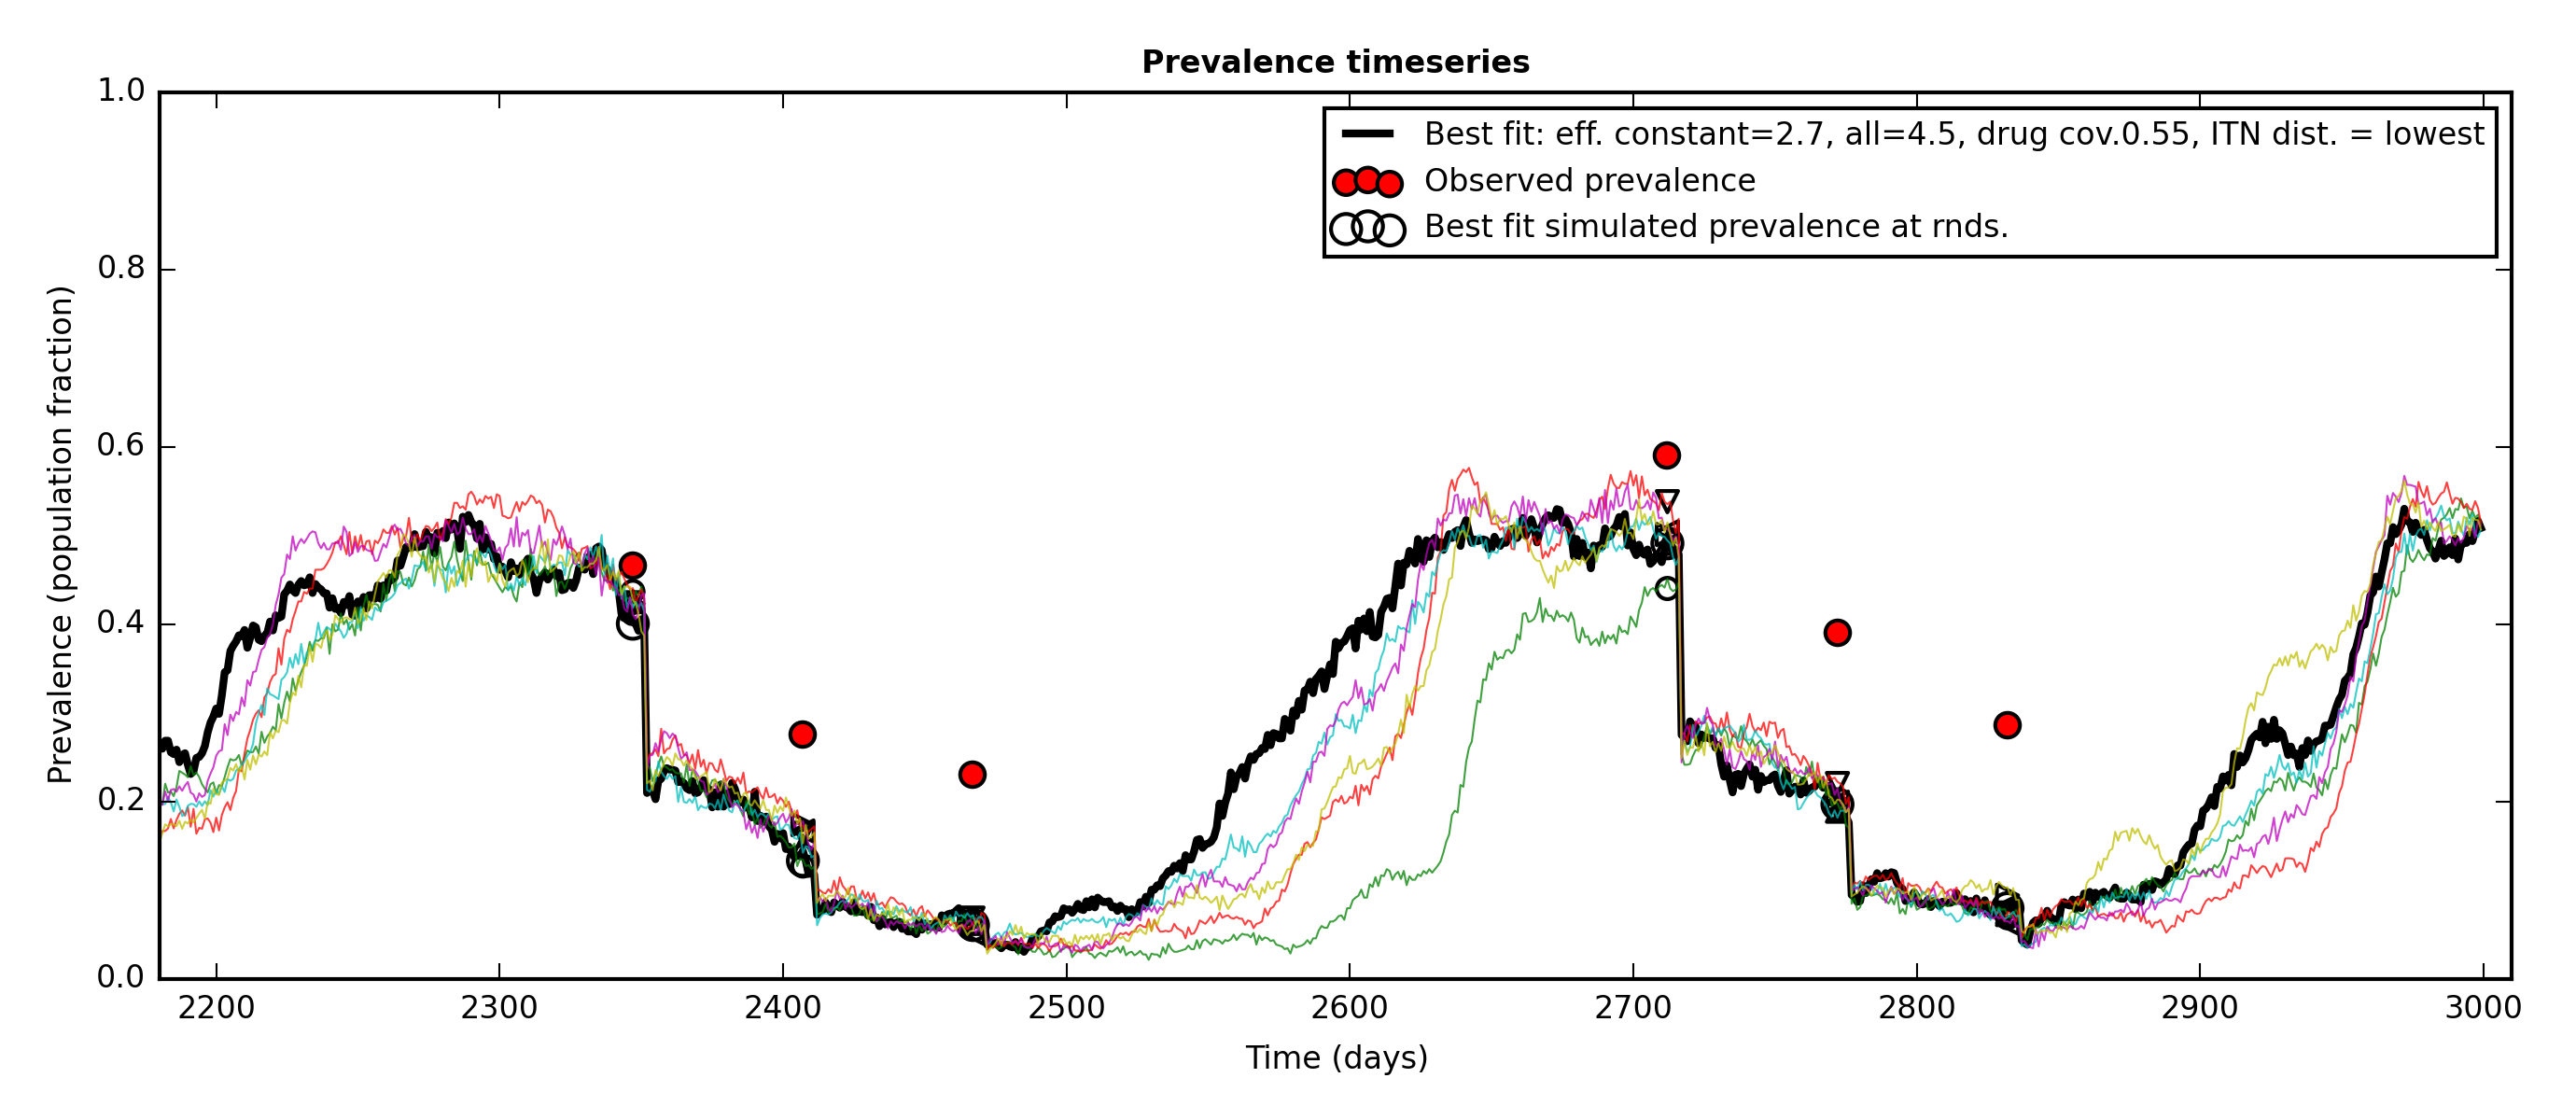 Prevalence timeseries
Prevalence (population fraction)
1.0
0.8
0.6
0.4
0.2
0.0
Best fit: eff. constant=2.7, all=4.5, drug cov.0.55, ITN dist. = lowest
Observed prevalence
Best fit simulated prevalence at rnds.
2200 2300 2400 2500 2600 2700 2800 2900 3000
Time (days)